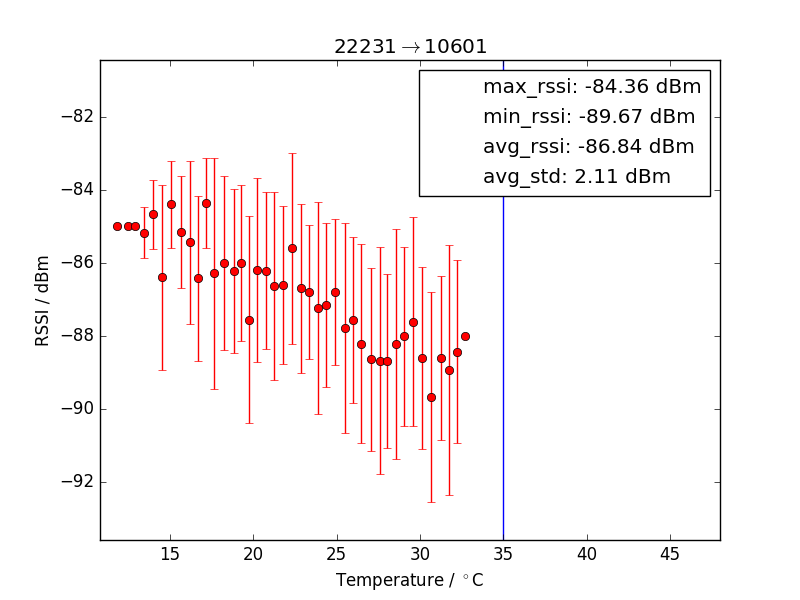 22231→10601
max_rssi: -84.36 dBm
min_rssi: -89.67 dBm
avg_rssi: -86.84 dBm
avg_std: 2.11 dBm
−82
−84
−86
−88
−90
−92
RSSI / dBm
15 20 25 30 35 40 45
Temperature / °C